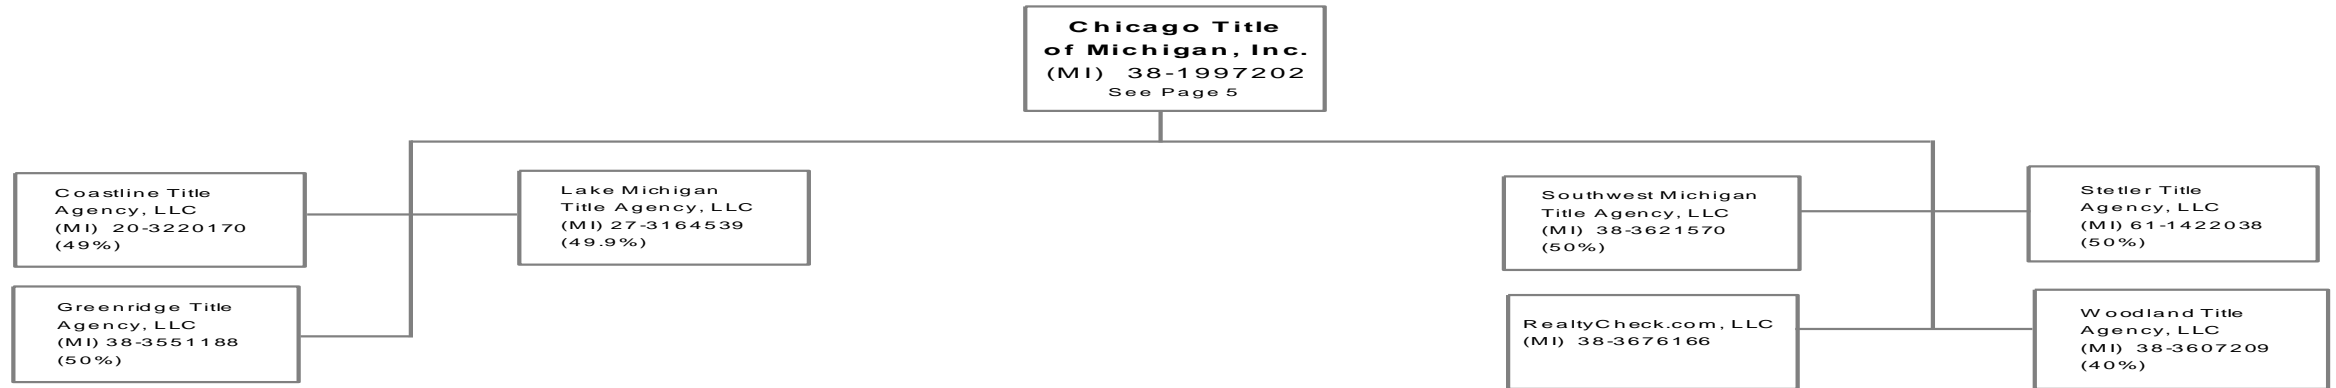 Chicago Title
of Michigan, Inc.
(MI) 38-1997202
See Page 5
Coastline Title
Agency, LLC
(MI) 20-3220170
(49%)
Lake Michigan
Title Agency, LLC
(MI) 27-3164539
(49.9%)
Southwest Michigan
Title Agency, LLC
(MI) 38-3621570
(50%)
Stetler Title
Agency, LLC
(MI) 61-1422038
(50%)
Greenridge Title
Agency, LLC
(MI) 38-3551188
(50%)
RealtyCheck.com, LLC
(MI) 38-3676166
Woodland Title
Agency, LLC
(MI) 38-3607209
(40%)